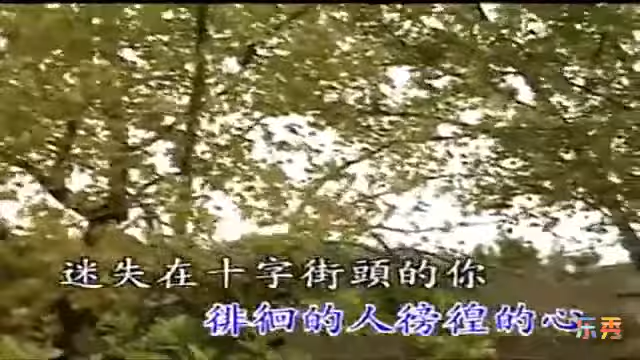 迷失在十字街頭的你
徘徊的人徬徨的心
乐秀